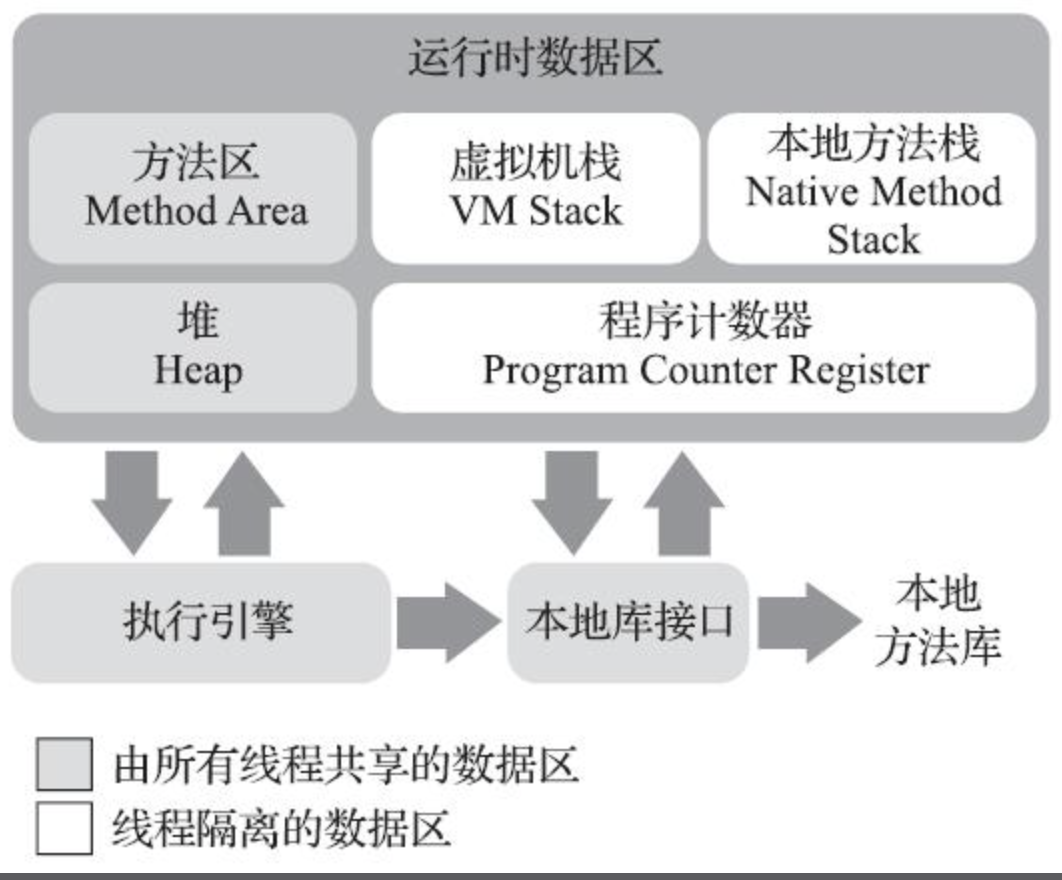 运行时数据区
方法区
Method Area
虚拟机栈
VM Stack
本地方法栈
Native Method
Stack
堆
Heap
程序计数器
Program Counter Register
执行引擎
本地库接口
本地
方法库
由所有线程共享的数据区
线程隔离的数据区